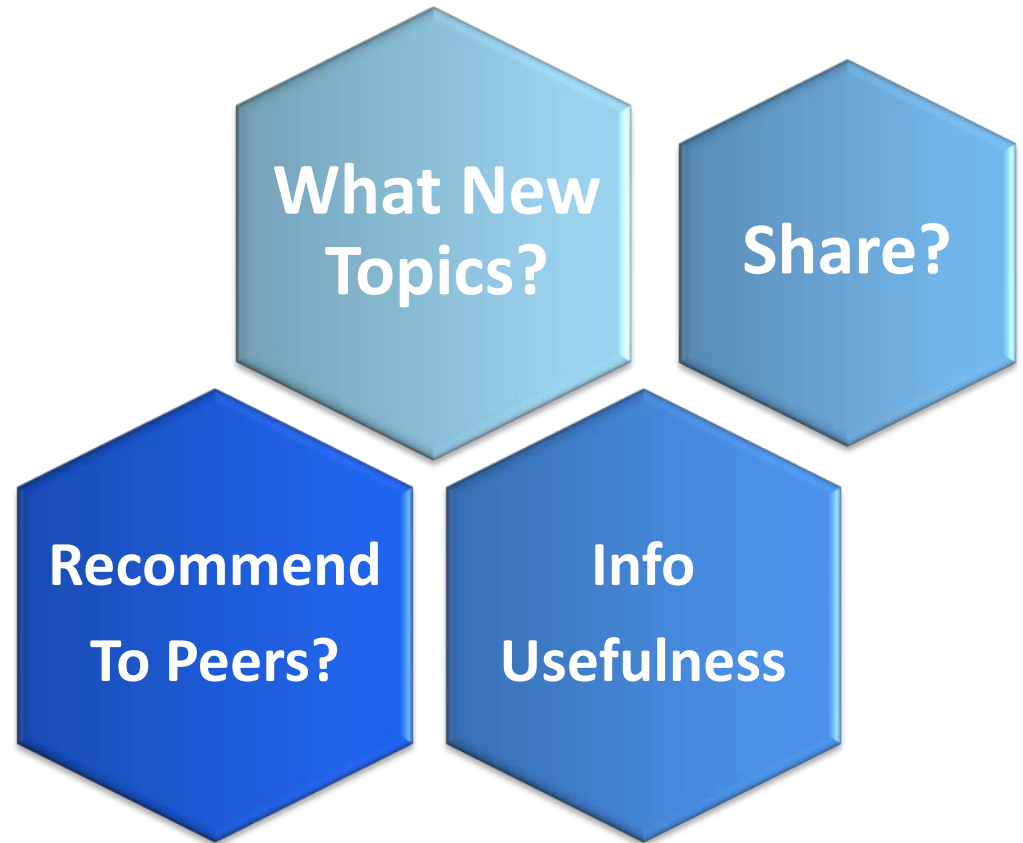 What New
Topics?
Share?
Recommend
To Peers?
Info
Usefulness